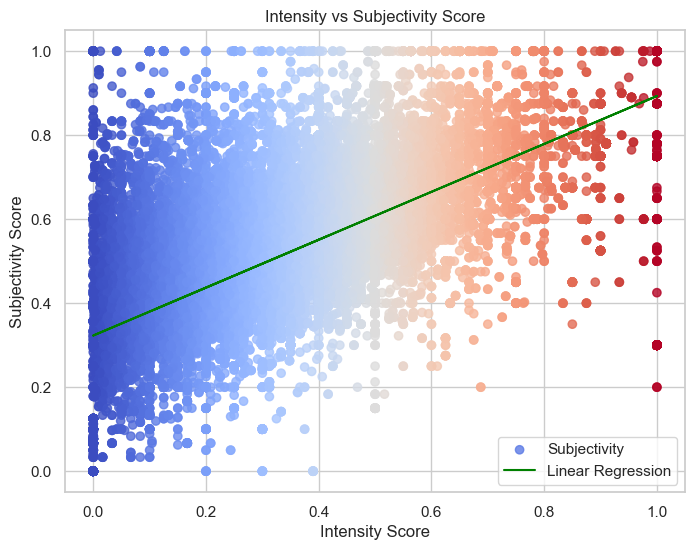 Intensity vs Subjectivity Score
1.0
0.8
0.6
0.4
0.2
0.0
Subjectivity Score
0.0 0.2 0.4 0.6 0.8 1.0
Intensity Score
Subjectivity
Linear Regression